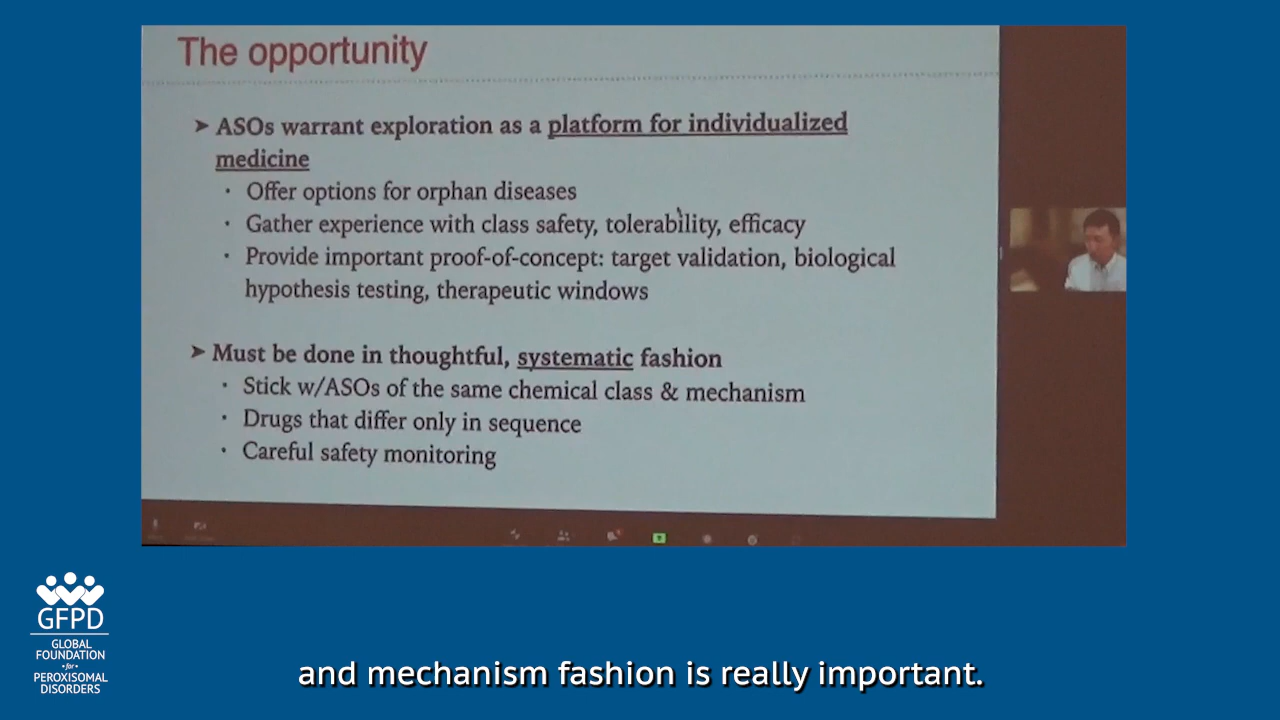 The opportunity
➤ ASOs warrant exploration as a platform for individualized
medicine
· Offer options for orphan diseases
· Gather experience with class safety, tolerability, efficacy
· Provide important proof-of-concept: target validation, biological
hypothesis testing, therapeutic windows
➤ Must be done in thoughtful, systematic fashion
· Stick w/ASOs of the same chemical class & mechanism
· Drugs that differ only in sequence
· Careful safety monitoring
GFPD
GLOBAL
FOUNDATION
for
PEROXISOMAL
DISORDERS
and mechanism fashion is really important.